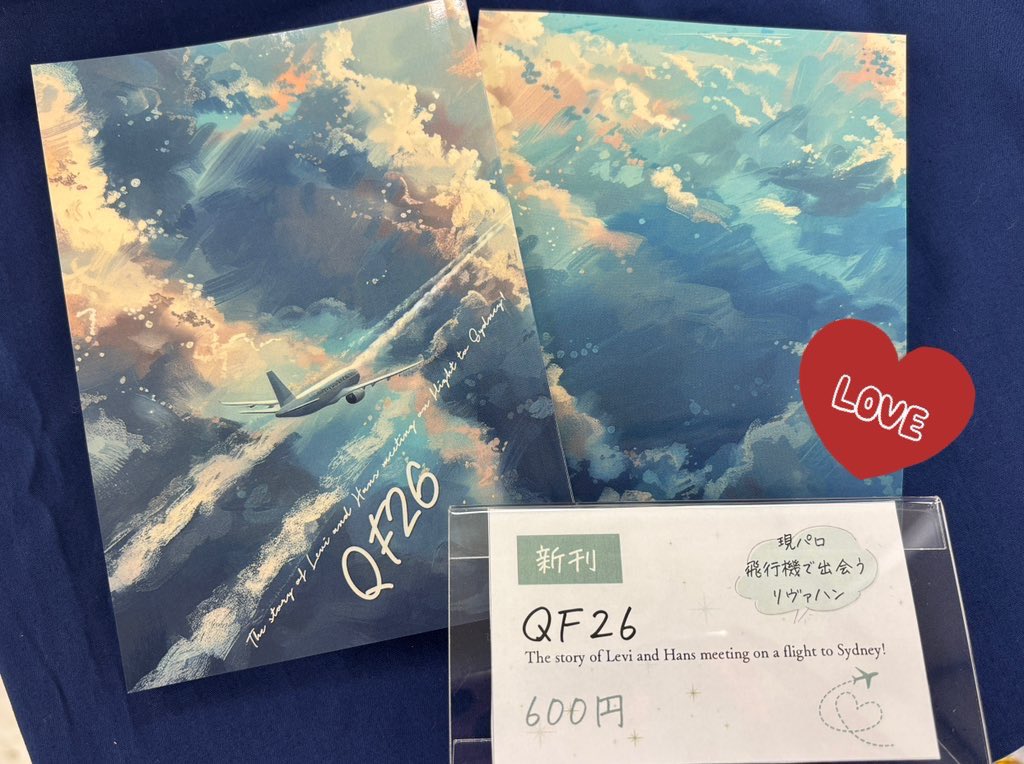 The story of Levi and Hans meeting on flight to Sydney!
QF26
LOVE
新刊
現パロ
飛行機で出会う
リヴァハン
QF26
The story of Levi and Hans meeting on a flight to Sydney!
600円